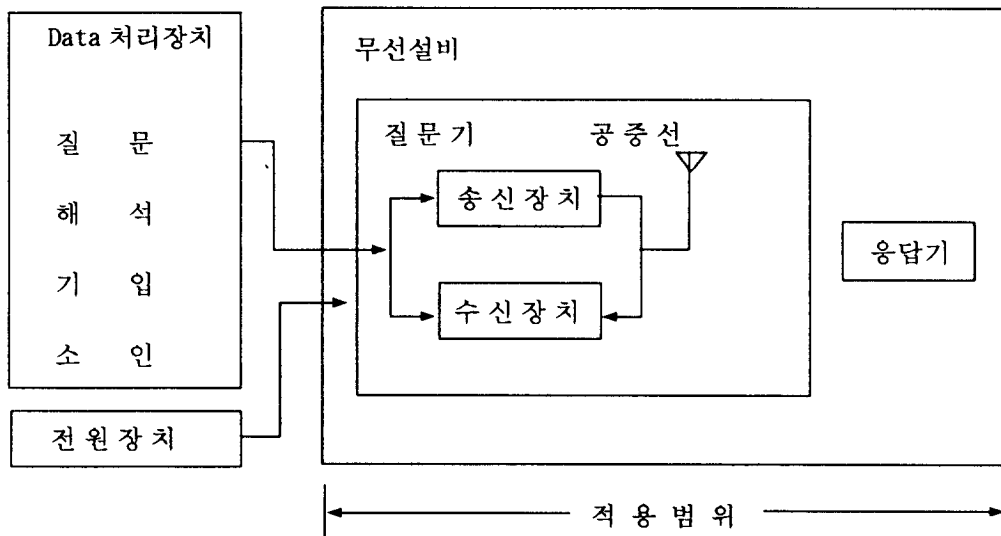 Data 처리장치
질 문
해 석
기 입
소 인
전 원 장 치
무선설비
질 문 기
공 중 선
송 신 장 치
수 신 장 치
응답기
적 용 범 위